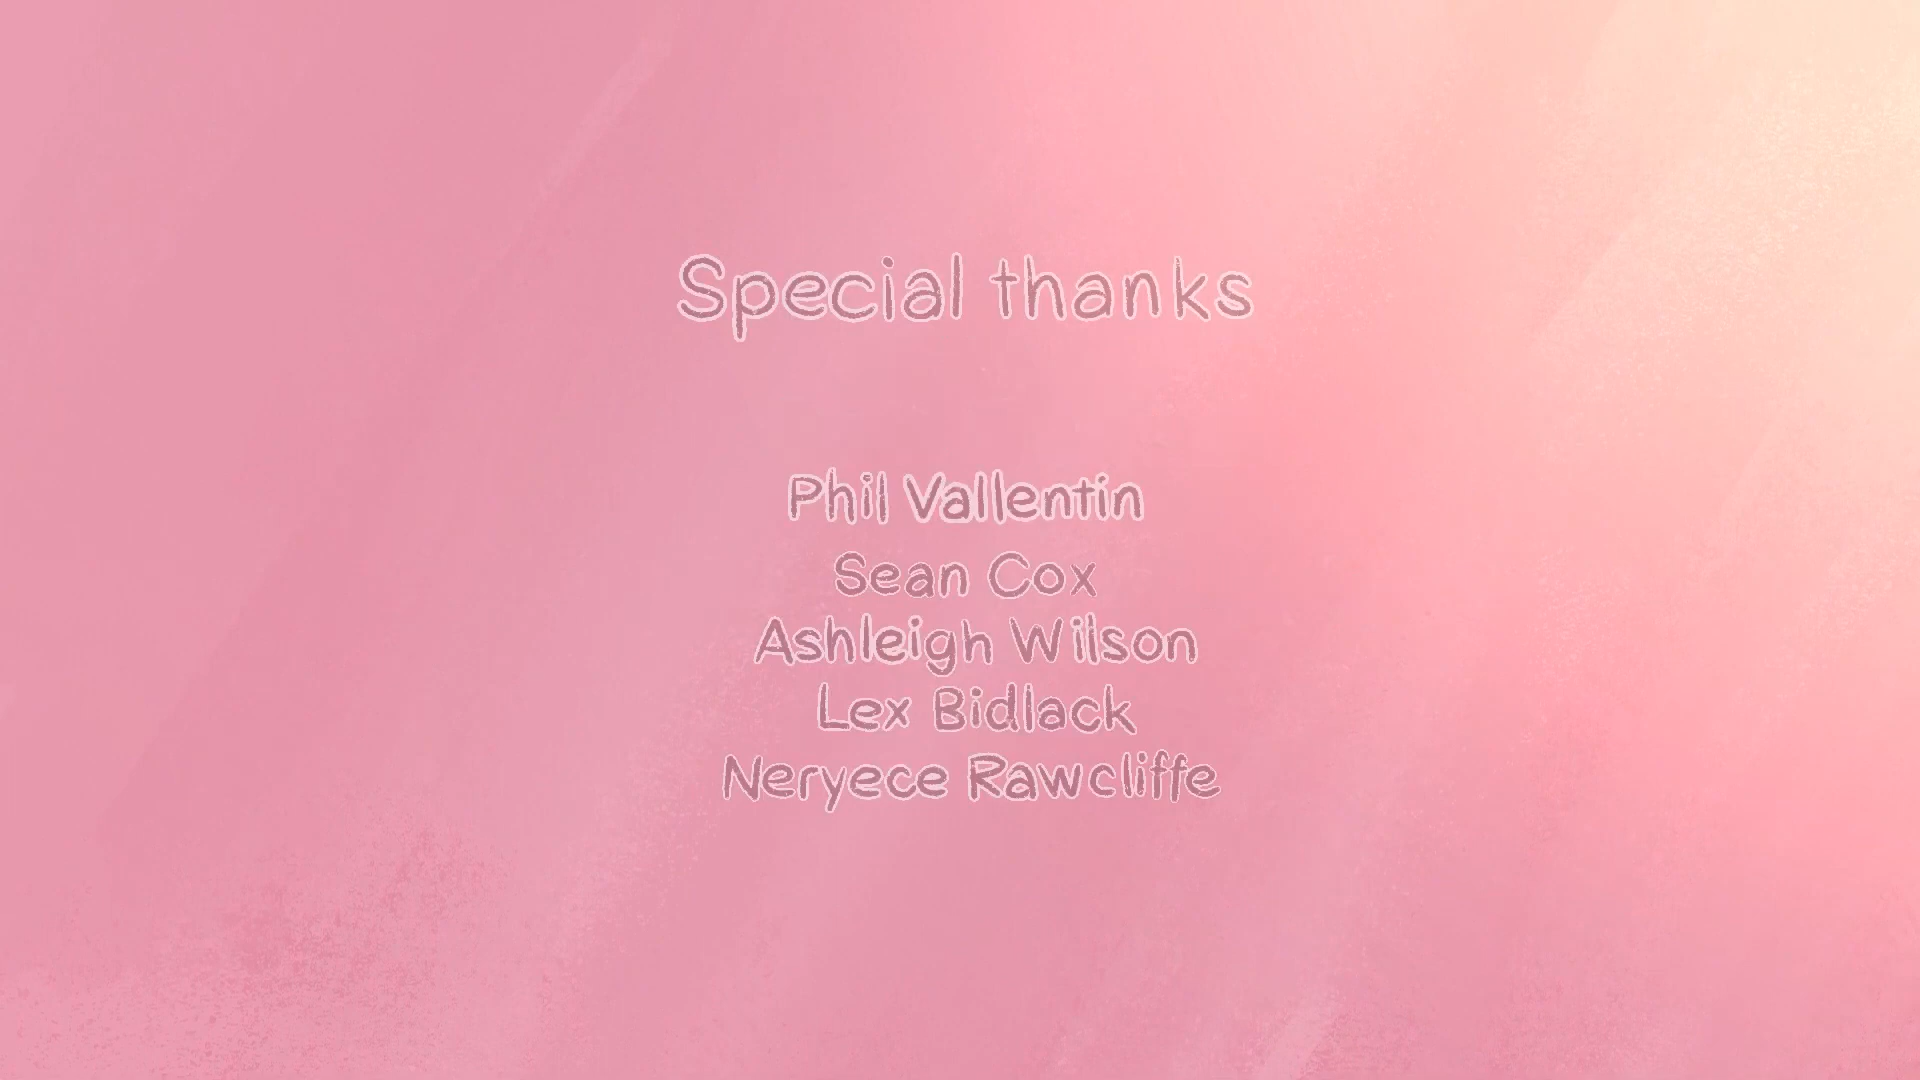 Special thanks
Phil Vallentin
Sean Cox
Ashleigh Wilson
Lex Bidlack
Neryece Rawcliffe